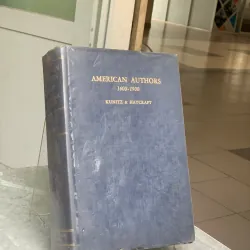 AMERICAN AUTHORS
1600-1900
KUNITZ & HAYCRAFT